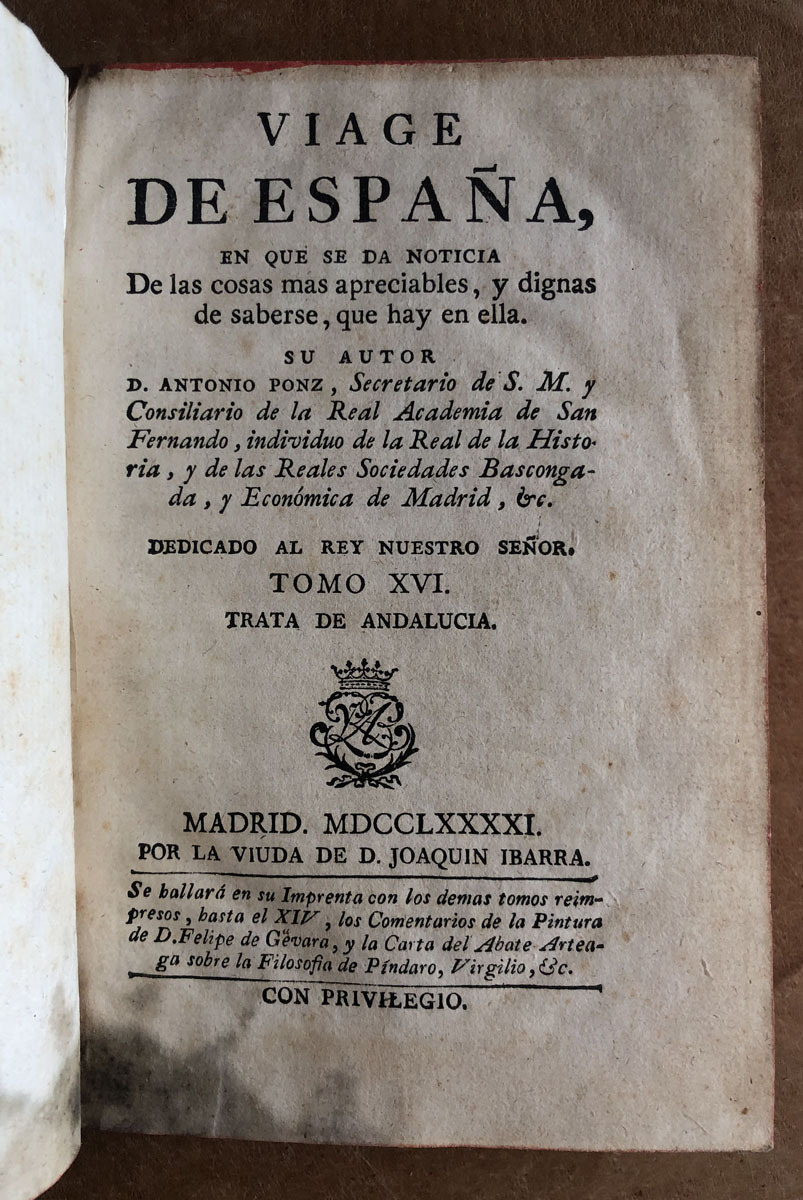 VIAGE
DE ESPAÑA,
EN QUE SE DA NOTICIA
De las cosas mas apreciables, y dignas
de saberse, que hay en ella.
SU AUTOR
D. ANTONIO PONZ, Secretario de S. M. y
Consiliario de la Real Academia de San
Fernando, individuo de la Real de la Histo-
ria, y de las Reales Sociedades Basconga-
da, y Económica de Madrid, &c.
DEDICADO AL REY NUESTRO SEÑOR.
TOMO XVI.
TRATA DE ANDALUCIA.
MADRID. MDCCLXXXXI.
POR LA VIUDA DE D. JOAQUIN IBARRA.
Se hallará en su Imprenta con los demas tomos reim-
presos, hasta el XIV, los Comentarios de la Pintura
de D. Felipe de Gëvara, y la Carta del Abate Artea-
ga sobre la Filosofia de Píndaro, Virgilio, &c.
CON PRIVILEGIO.